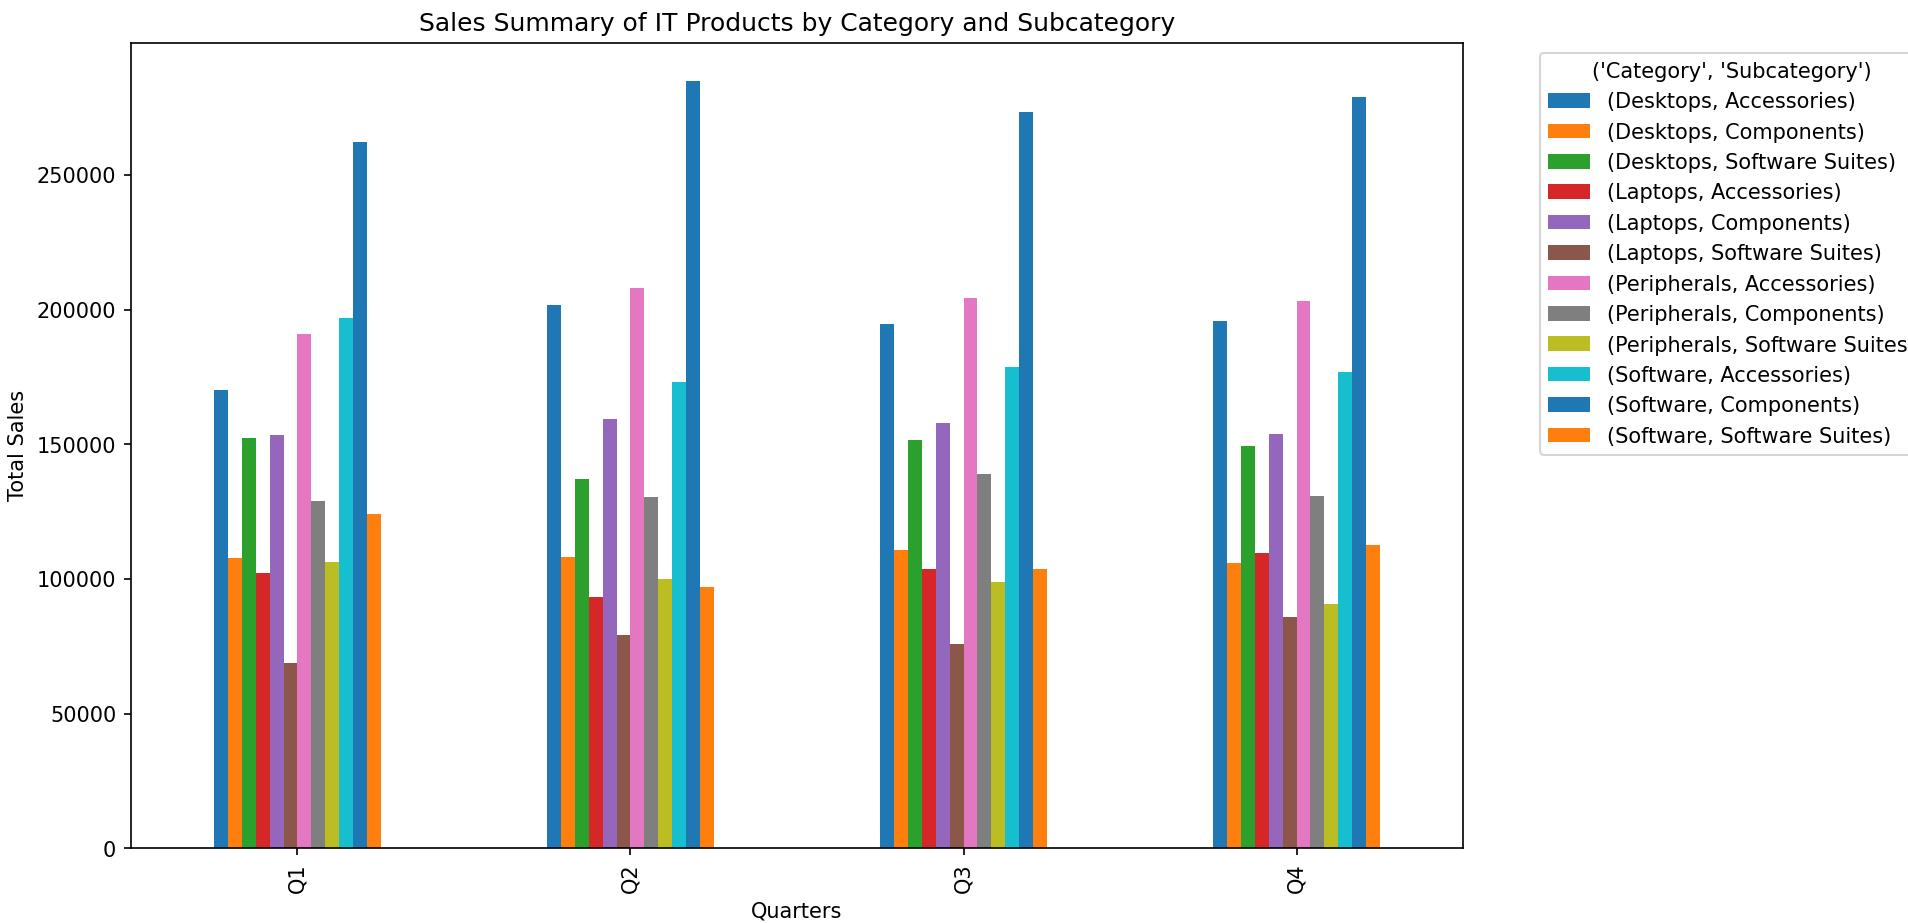 Sales Summary of IT Products by Category and Subcategory
Total Sales
250000
200000
150000
100000
50000
0
Q1
Q2
Q3
Q4
Quarters
('Category', 'Subcategory')
(Desktops, Accessories)
(Desktops, Components)
(Desktops, Software Suites)
(Laptops, Accessories)
(Laptops, Components)
(Laptops, Software Suites)
(Peripherals, Accessories)
(Peripherals, Components)
(Peripherals, Software Suites
(Software, Accessories)
(Software, Components)
(Software, Software Suites)